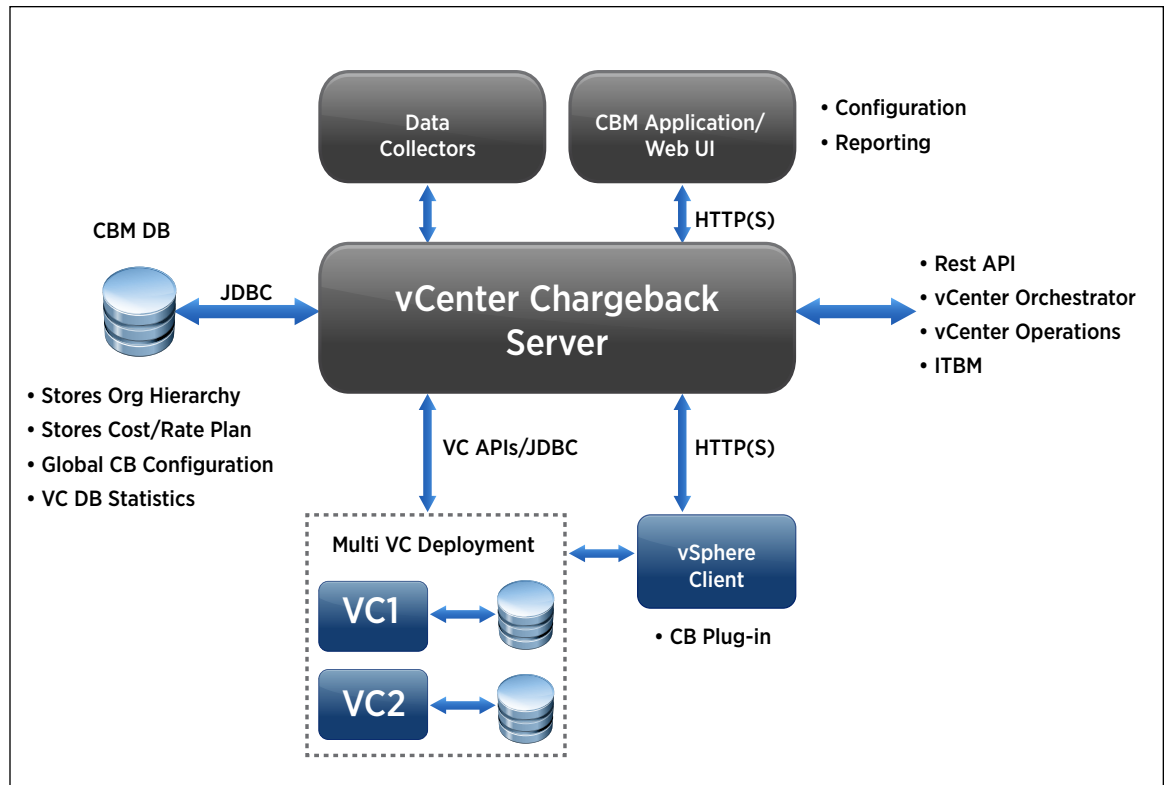 Data
Collectors
CBM Application/
Web UI
• Configuration
• Reporting
HTTP(S)
CBM DB
JDBC
vCenter Chargeback
Server
• Rest API
• vCenter Orchestrator
• vCenter Operations
• ITBM
• Stores Org Hierarchy
• Stores Cost/Rate Plan
• Global CB Configuration
• VC DB Statistics
VC APIs/JDBC
HTTP(S)
Multi VC Deployment
VC1
VC2
vSphere
Client
• CB Plug-in